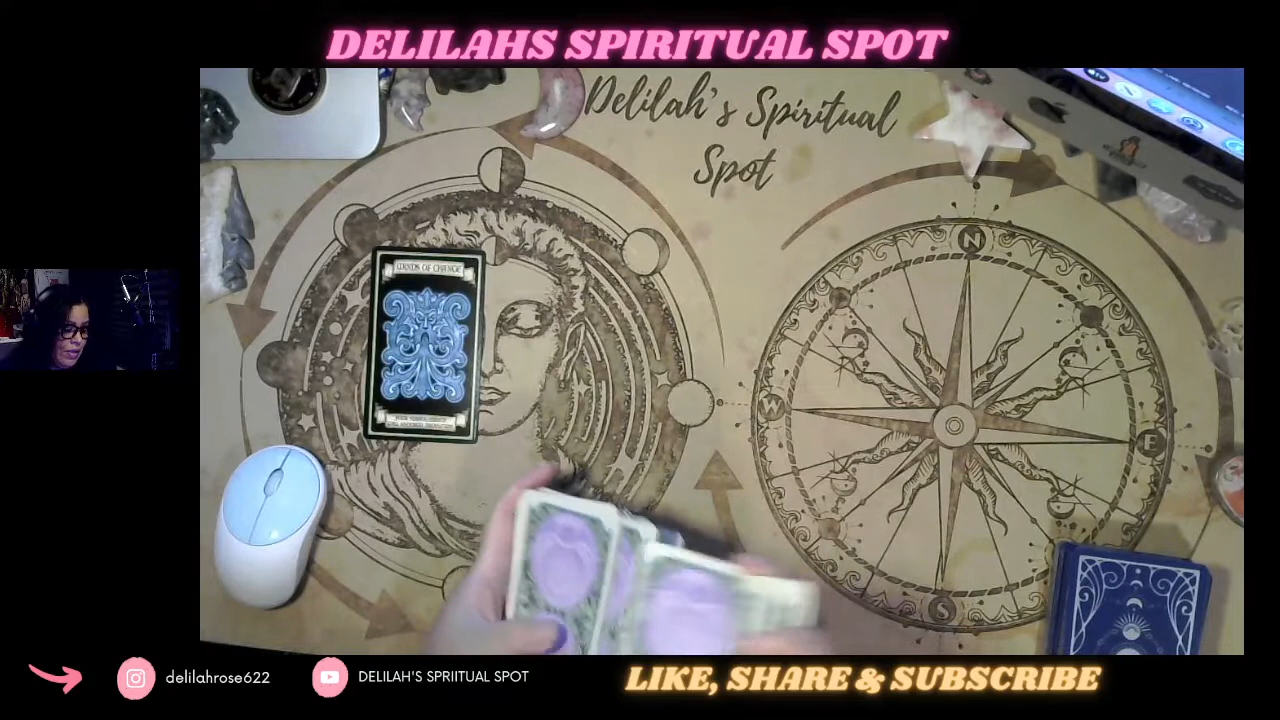 DELILAHS SPIRITUAL SPOT
Delilah's Spiritual
Spot
WINDS OF CHANGE
N
W
E
S
delilahrose622
DELILAH'S SPRIITUAL SPOT
LIKE, SHARE & SUBSCRIBE